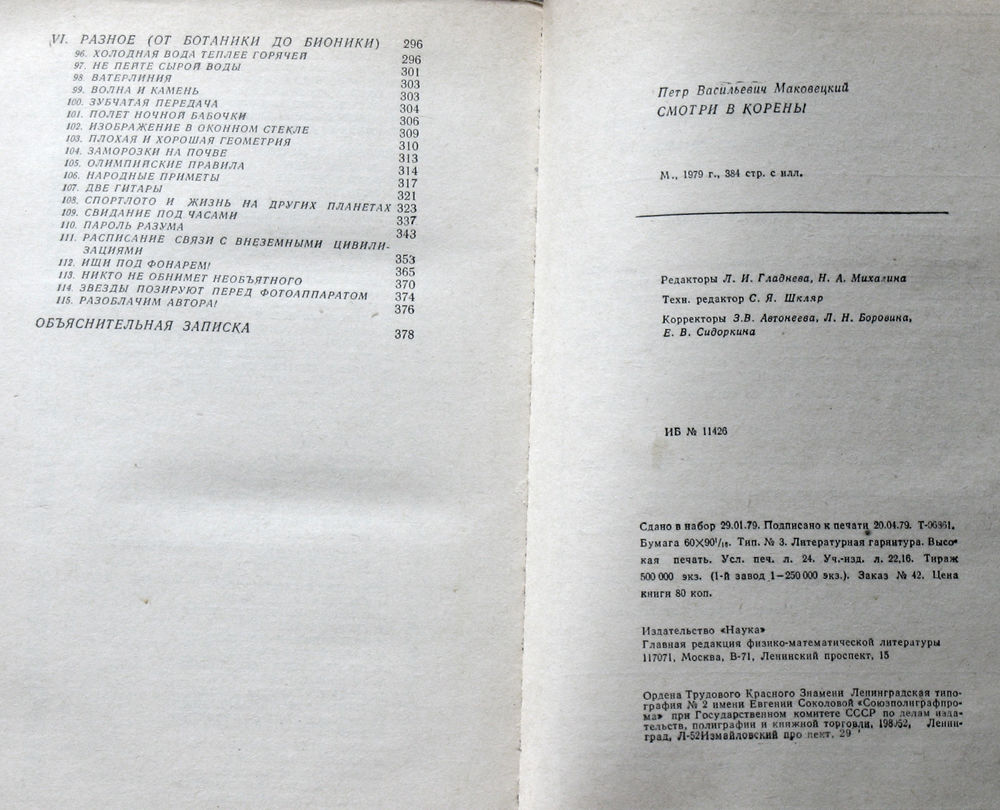 VI. РАЗНОЕ (ОТ БОТАНИКИ ДО БИОНИКИ) 296
96. ХОЛОДНАЯ ВОДА ТЕПЛЕЕ ГОРЯЧЕЙ 296
97. НЕ ПЕЙТЕ СЫРОЙ ВОДЫ 301
98. ВАТЕРЛИНИЯ 303
99. ВОЛНА И КАМЕНЬ 303
100. ЗУБЧАТАЯ ПЕРЕДАЧА 304
101. ПОЛЕТ НОЧНОЙ БАБОЧКИ 306
102. ИЗОБРАЖЕНИЕ В ОКОННОМ СТЕКЛЕ 309
103. ПЛОХАЯ И ХОРОШАЯ ГЕОМЕТРИЯ 310
104. ЗАМОРОЗКИ НА ПОЧВЕ 313
105. ОЛИМПИЙСКИЕ ПРАВИЛА 314
106. НАРОДНЫЕ ПРИМЕТЫ 317
107. ДВЕ ГИТАРЫ 321
108. СПОРТЛОТО И ЖИЗНЬ НА ДРУГИХ ПЛАНЕТАХ 323
109. СВИДАНИЕ ПОД ЧАСАМИ 337
110. ПАРОЛЬ РАЗУМА 343
111. РАСПИСАНИЕ СВЯЗИ С ВНЕЗЕМНЫМИ ЦИВИЛИ-
ЗАЦИЯМИ 353
112. ИЩИ ПОД ФОНАРЕМ! 365
113. НИКТО НЕ ОБНИМЕТ НЕОБЪЯТНОГО 370
114. ЗВЕЗДЫ ПОЗИРУЮТ ПЕРЕД ФОТОАППАРАТОМ 374
115. РАЗОБЛАЧИМ АВТОРА! 376
ОБЪЯСНИТЕЛЬНАЯ ЗАПИСКА 378
Петр Васильевич Маковецкий
СМОТРИ В КОРЕНЫ
М., 1979 г., 384 стр. с илл.
Редакторы Л. И. Гладнева, Н. А. Михалина
Техн. редактор С. Я. Шкляр
Корректоры З.В. Автонеева, Л. Н. Боровина,
Е. В. Сидоркина
ИБ № 11426
Сдано в набор 29.01.79. Подписано к печати 20.04.79. Т-06861.
Бумага 60×90¹/₁₆. Тип. № 3. Литературная гарнитура. Высо-
кая печать. Усл. печ. л. 24. Уч.-изд. л. 22,16. Тираж
500 000 экз. (1-й завод 1—250 000 экз.). Заказ № 42. Цена
книги 80 коп.
Издательство «Наука»
Главная редакция физико-математической литературы
117071, Москва, В-71, Ленинский проспект, 15
Ордена Трудового Красного Знамени Ленинградская типо-
графия № 2 имени Евгении Соколовой «Союзполиграфпро-
ма» при Государственном комитете СССР по делам изда-
тельств, полиграфии и книжной торговли, 198052, Ленин-
град, Л-52 Измайловский проспект, 29